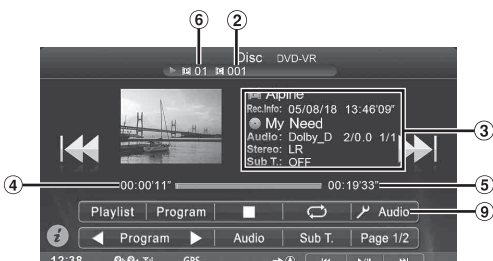 ⑥ ②
Disc DVD-VR
P 01 C 001
Alpine
Rec.Info: 05/08/18 13:46'09"
My Need
Audio: Dolby_D 2/0.0 1/1
Stereo: LR
Sub T.: OFF
③
④ 00:00'11" 00:19'33" ⑤
Playlist Program Audio ⑨
i Program Audio Sub T. Page 1/2
12:38 GPS